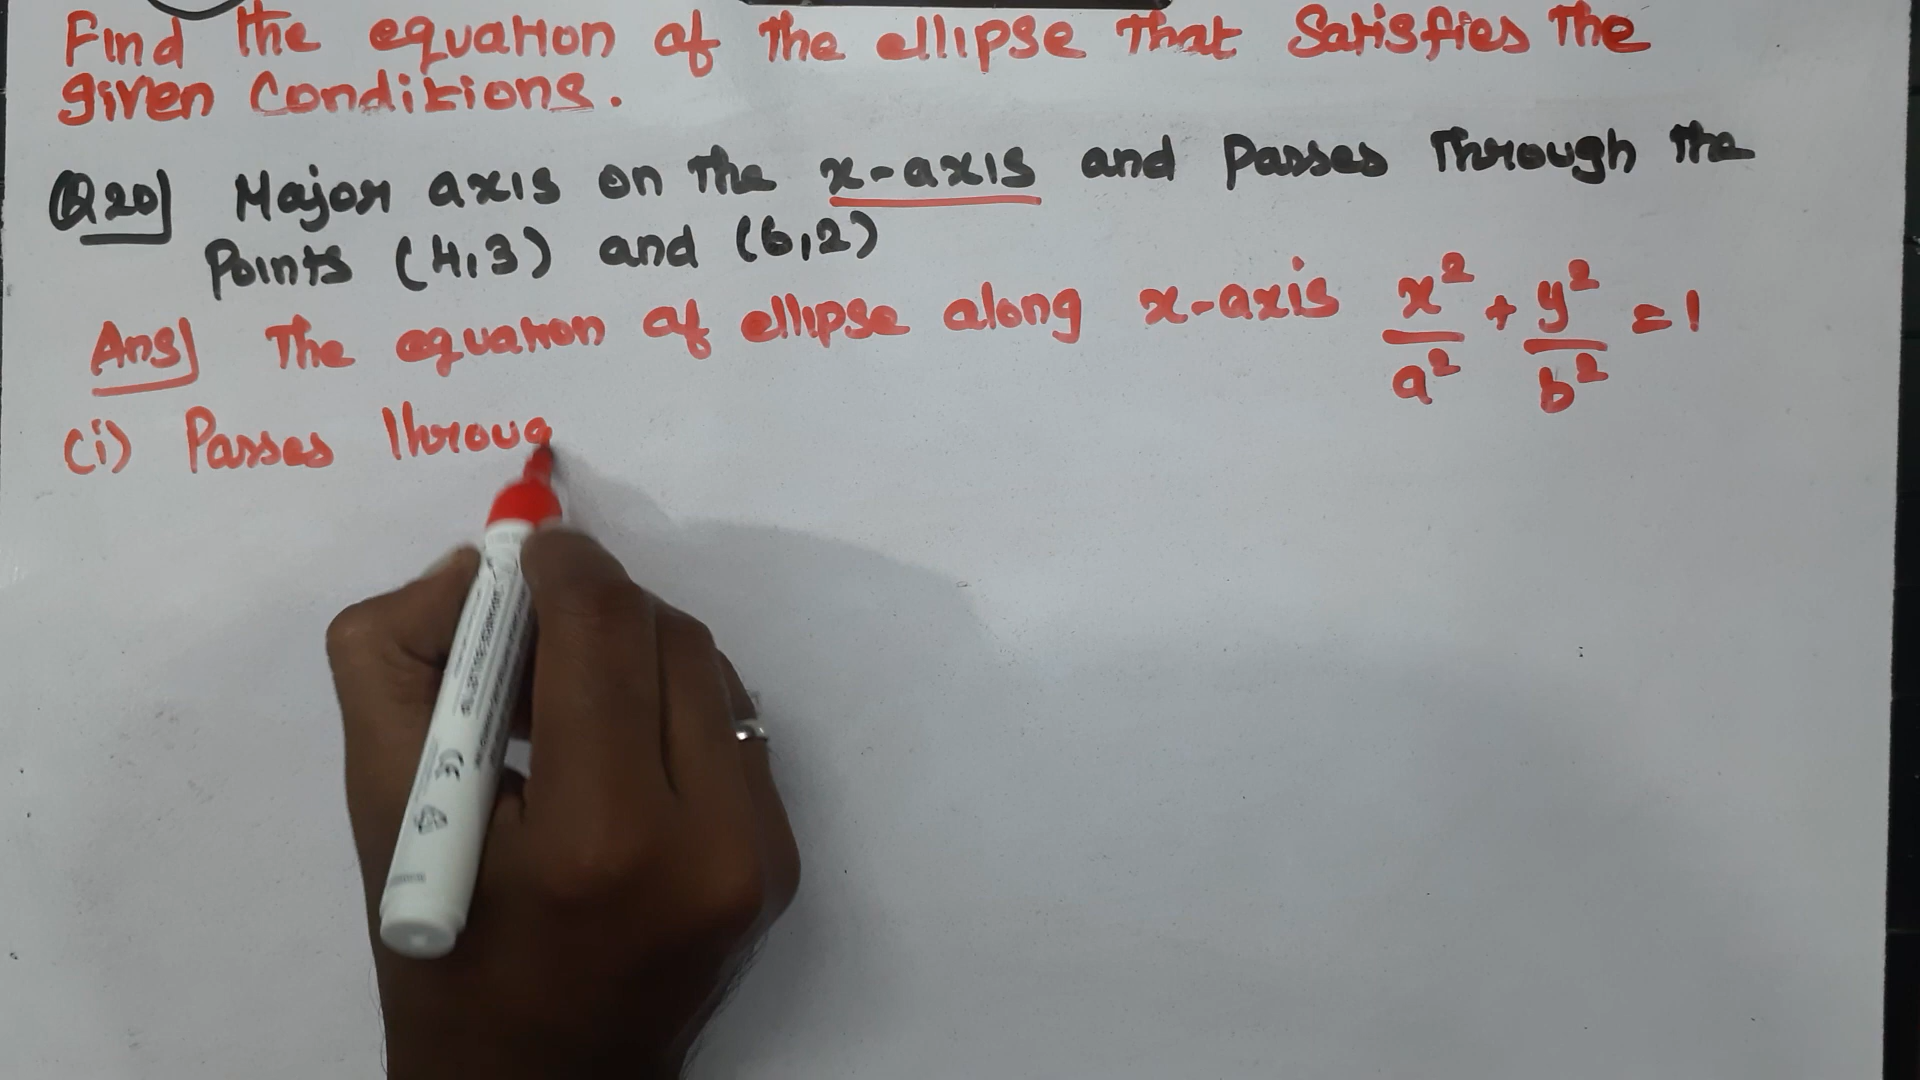 Find the equation of the ellipse that satisfies the
given conditions.
Q20] Major axis on the x-axis and passes through the
points (4,3) and (6,2)
Ans] The equation of ellipse along x-axis x²/a² + y²/b² = 1
(i) Passes throug
CE